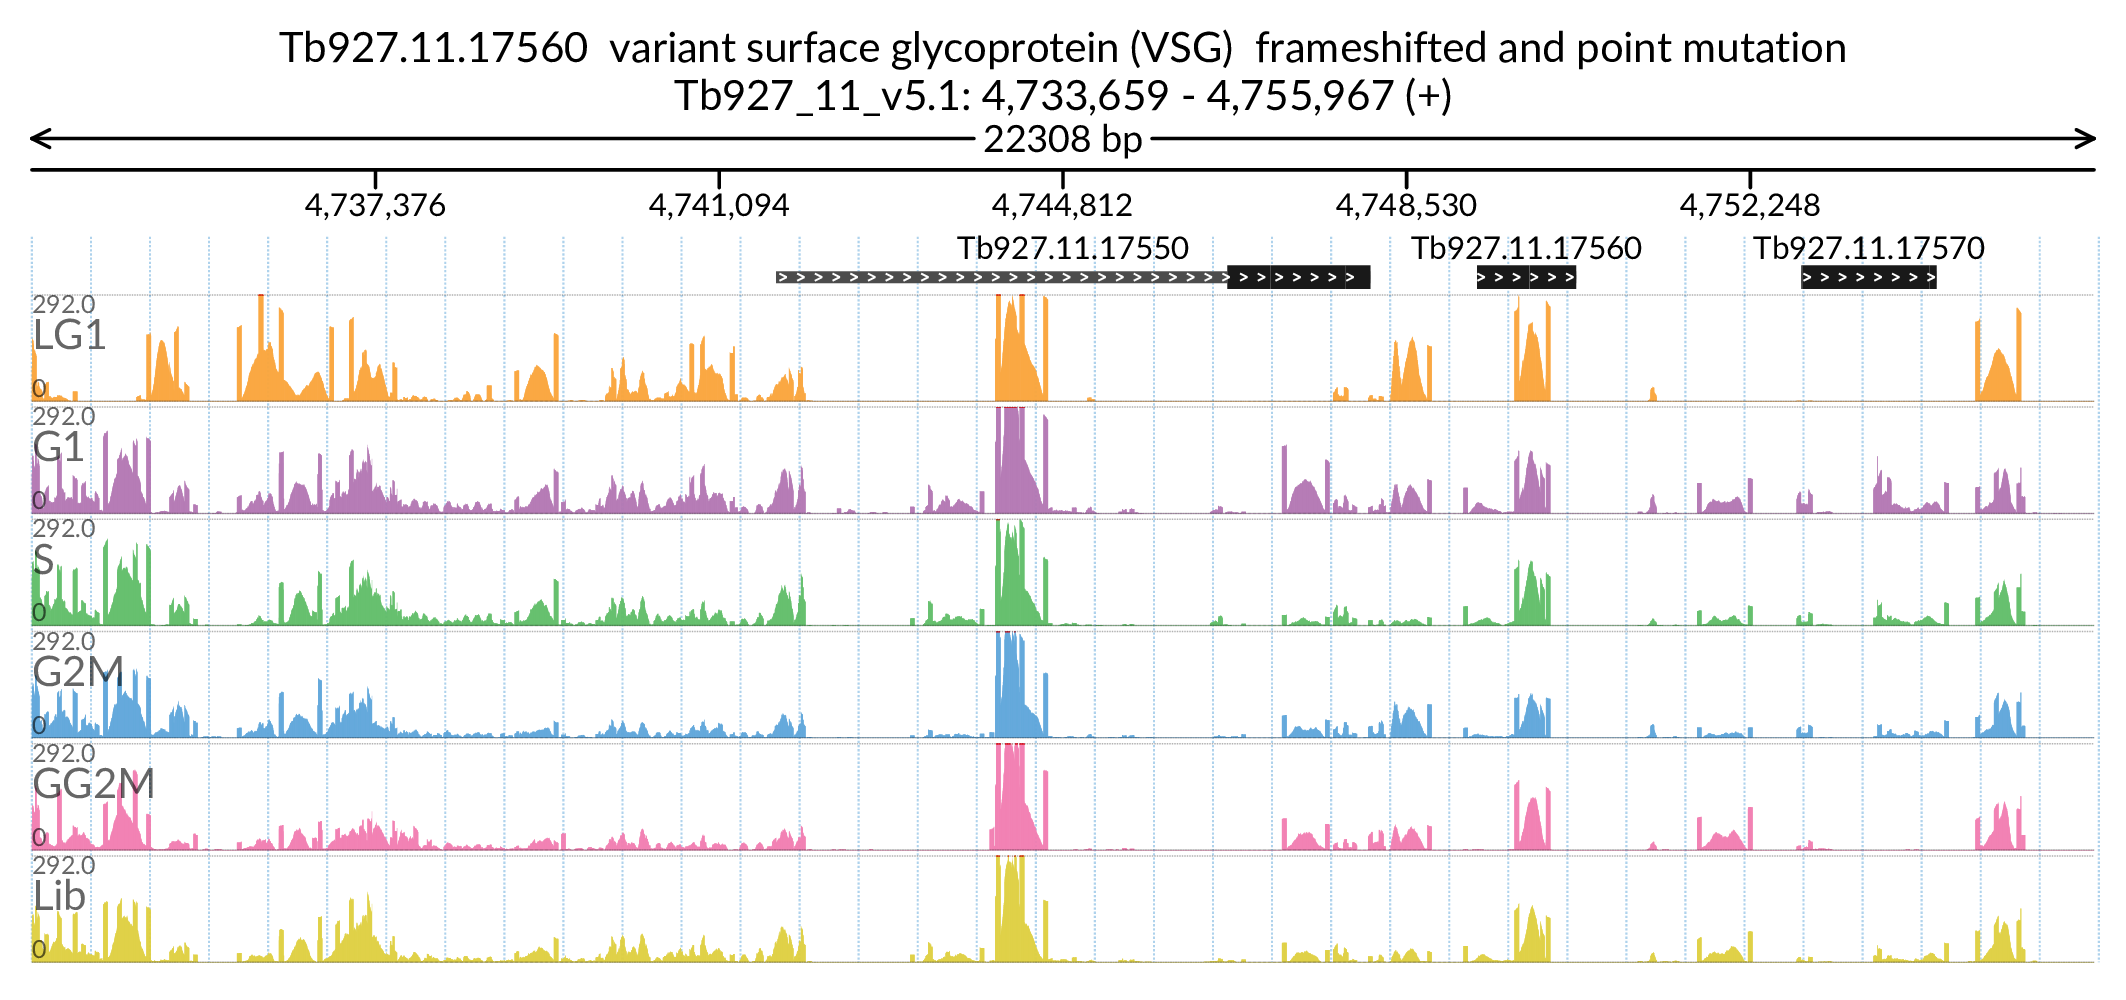 Tb927.11.17560  variant surface glycoprotein (VSG)  frameshifted and point mutation
Tb927_11_v5.1: 4,733,659 - 4,755,967 (+)
22308 bp
4,737,376 4,741,094 4,744,812 4,748,530 4,752,248
Tb927.11.17550 Tb927.11.17560 Tb927.11.17570
292.0
LG1
0
292.0
G1
0
292.0
S
0
292.0
G2M
0
292.0
GG2M
0
292.0
Lib
0